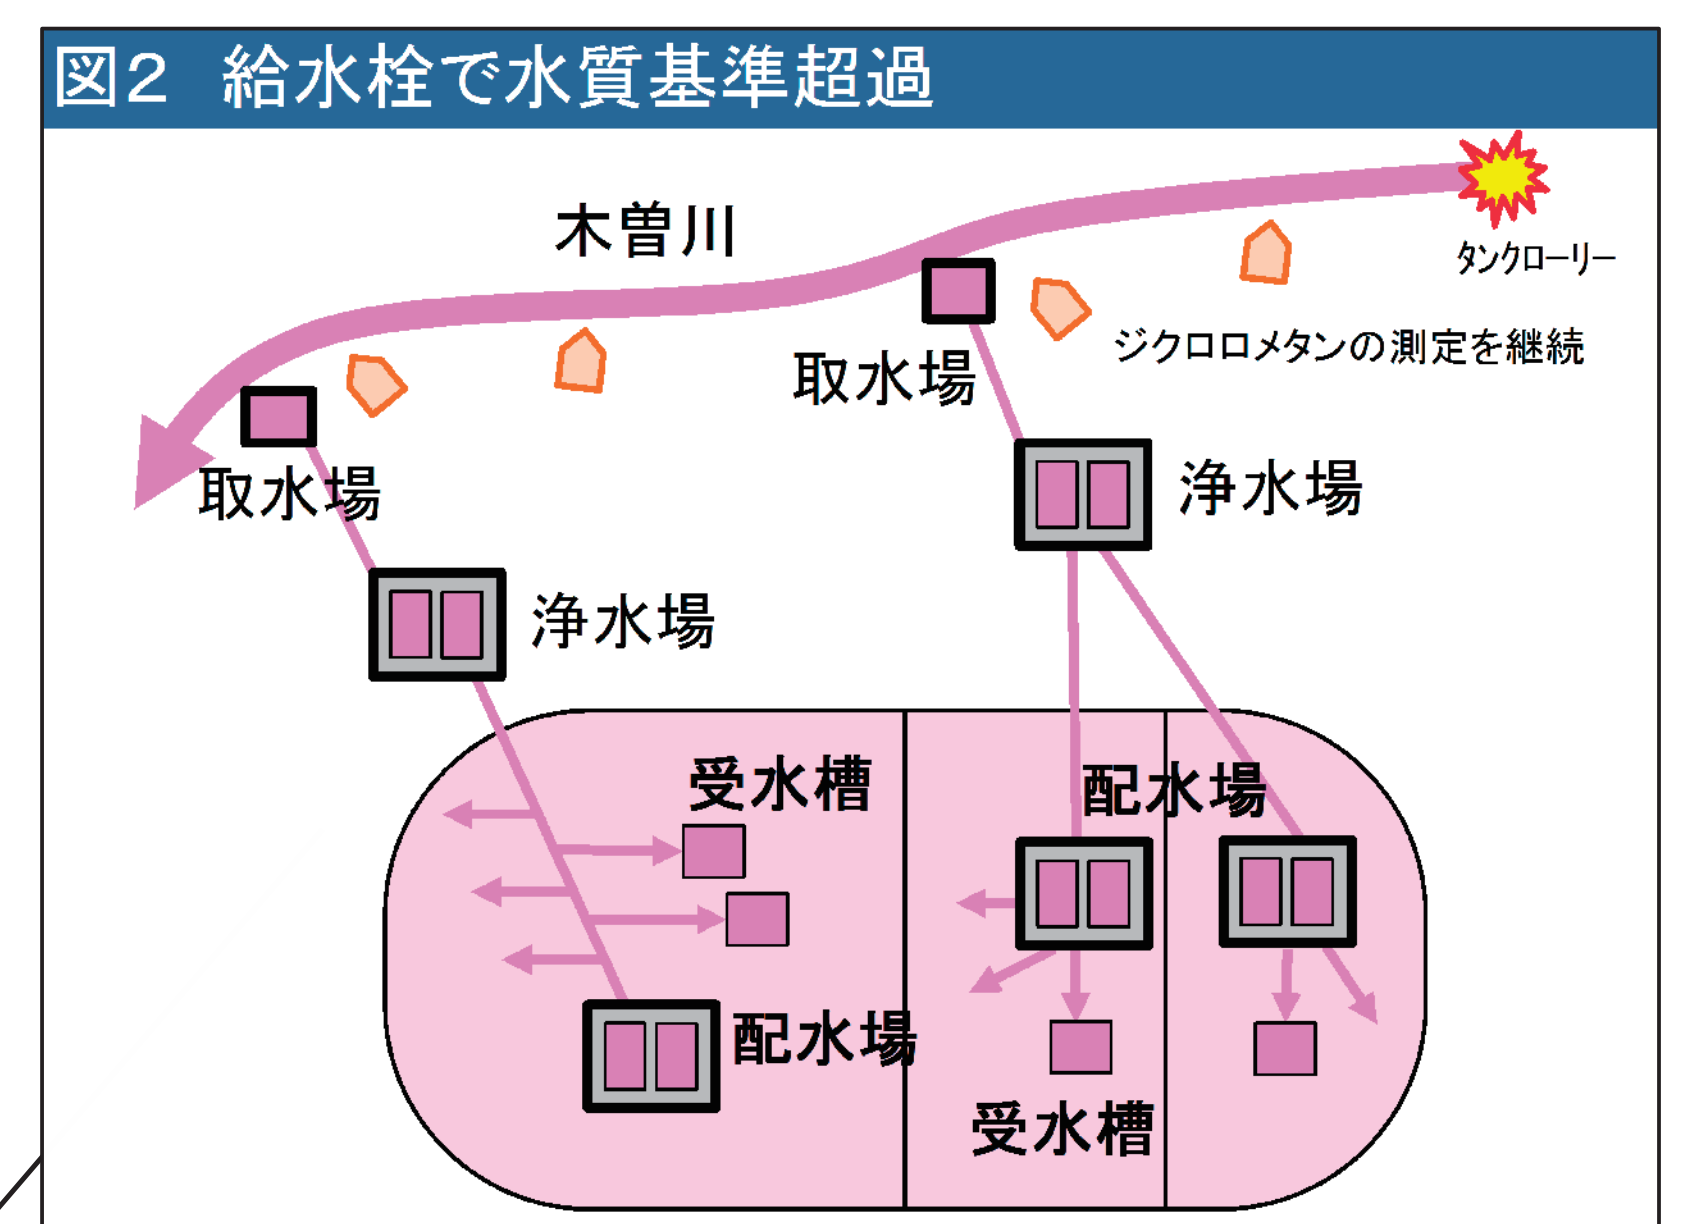 図2 給水栓で水質基準超過
木曽川
タンクローリー
ジクロロメタンの測定を継続
取水場
取水場
浄水場
浄水場
受水槽
配水場
配水場
受水槽